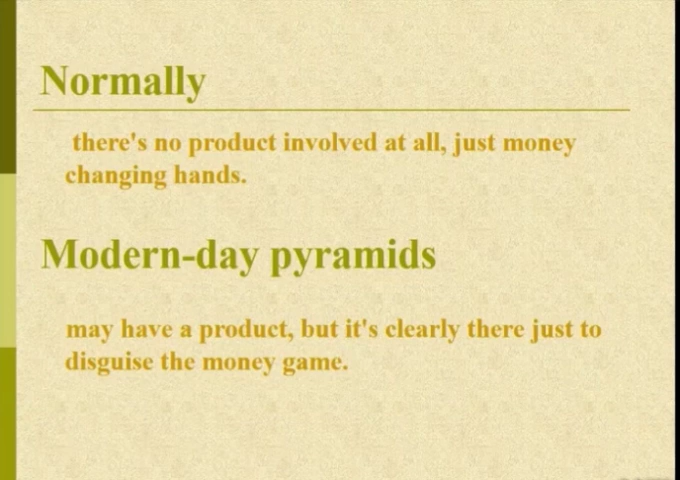 Normally
there's no product involved at all, just money
changing hands.
Modern-day pyramids
may have a product, but it's clearly there just to
disguise the money game.